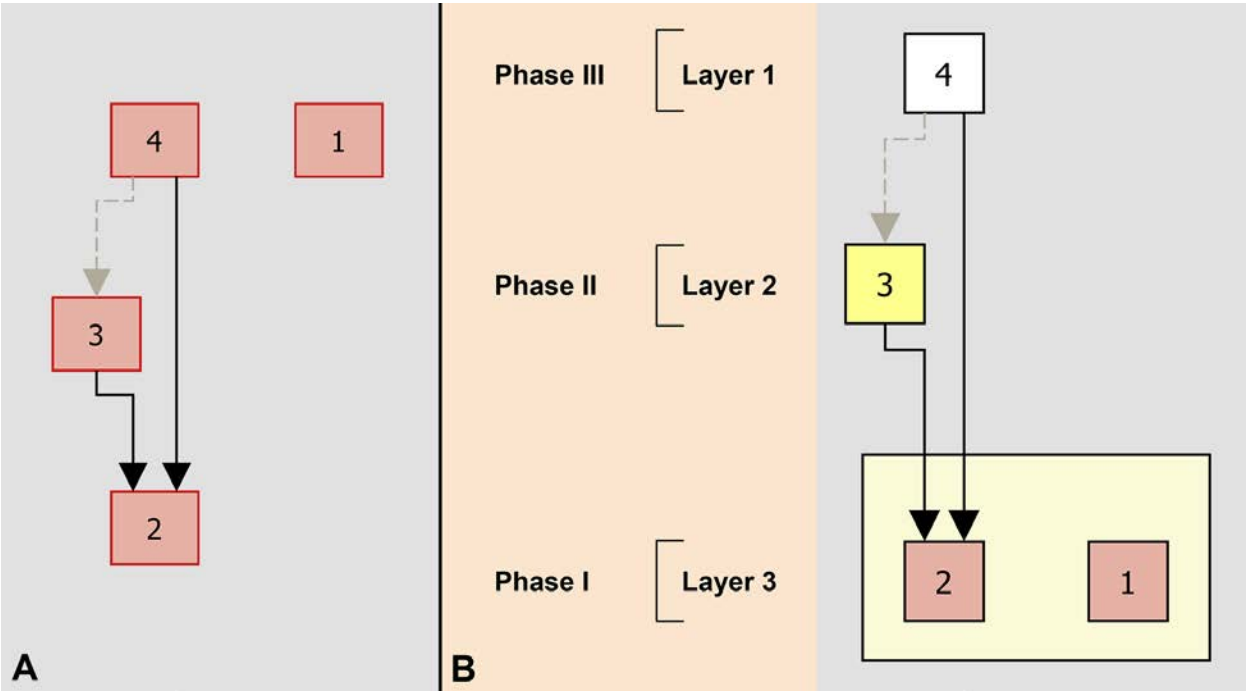 4
1
3
2
A
Phase III
Layer 1
4
Phase II
Layer 2
3
Phase I
Layer 3
2
1
B